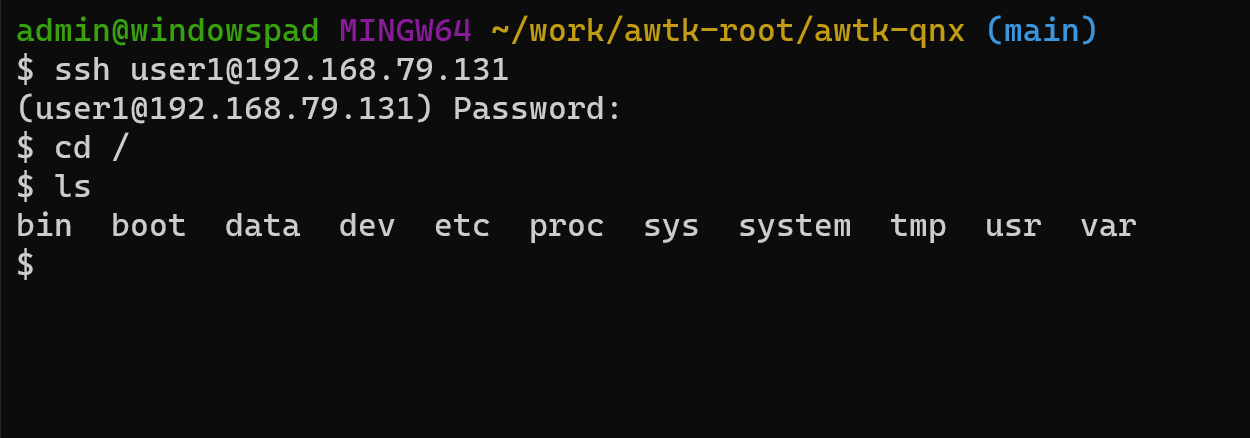 admin@windowspad MINGW64 ~/work/awtk-root/awtk-qnx (main)
$ ssh user1@192.168.79.131
(user1@192.168.79.131) Password:
$ cd /
$ ls
bin  boot  data  dev  etc  proc  sys  system  tmp  usr  var
$